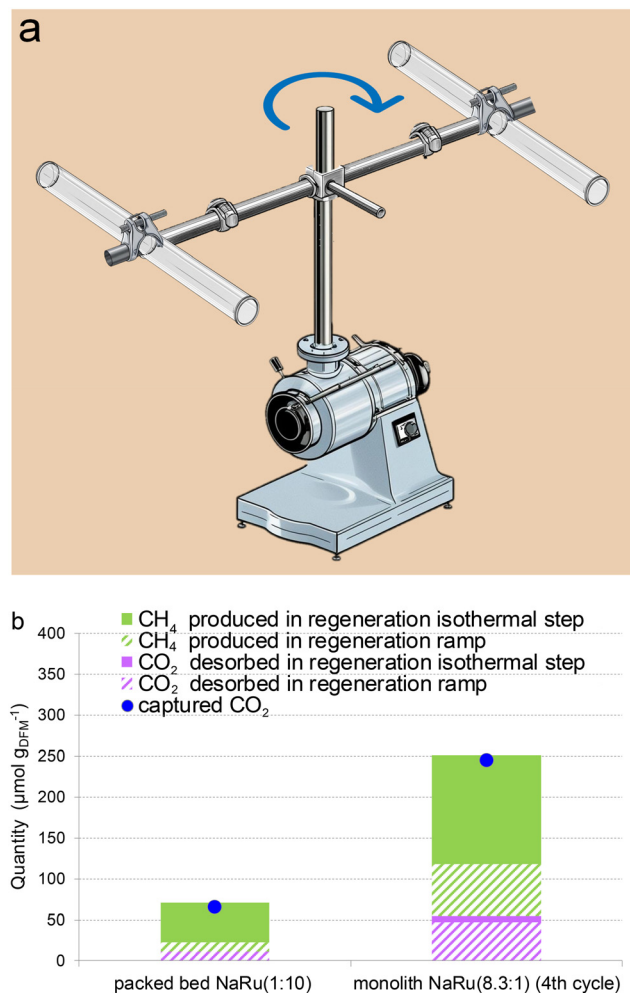 a
b
CH₄ produced in regeneration isothermal step
CH₄ produced in regeneration ramp
CO₂ desorbed in regeneration isothermal step
CO₂ desorbed in regeneration ramp
captured CO₂
Quantity (µmol g_DFM⁻¹)
400
350
300
250
200
150
100
50
0
packed bed NaRu(1:10)
monolith NaRu(8.3:1) (4th cycle)